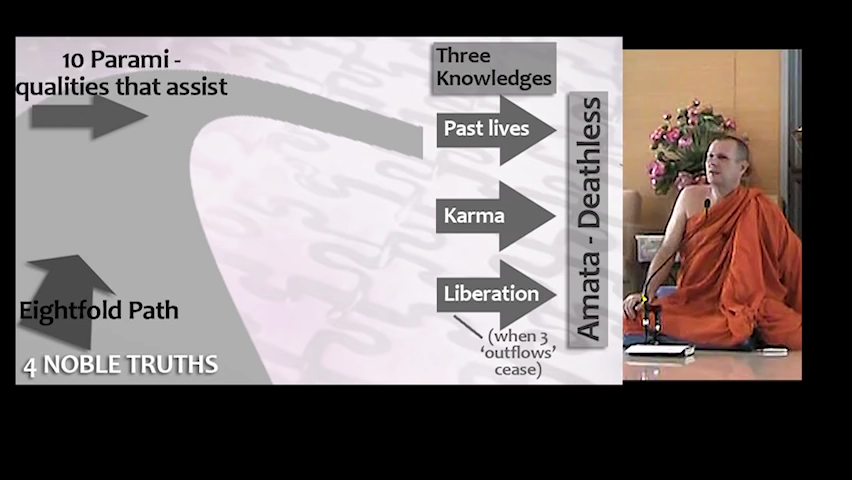 10 Parami -
qualities that assist
Three
Knowledges
Past lives
Karma
Liberation
(when 3
‘outflows’
cease)
Amata - Deathless
Eightfold Path
4 NOBLE TRUTHS